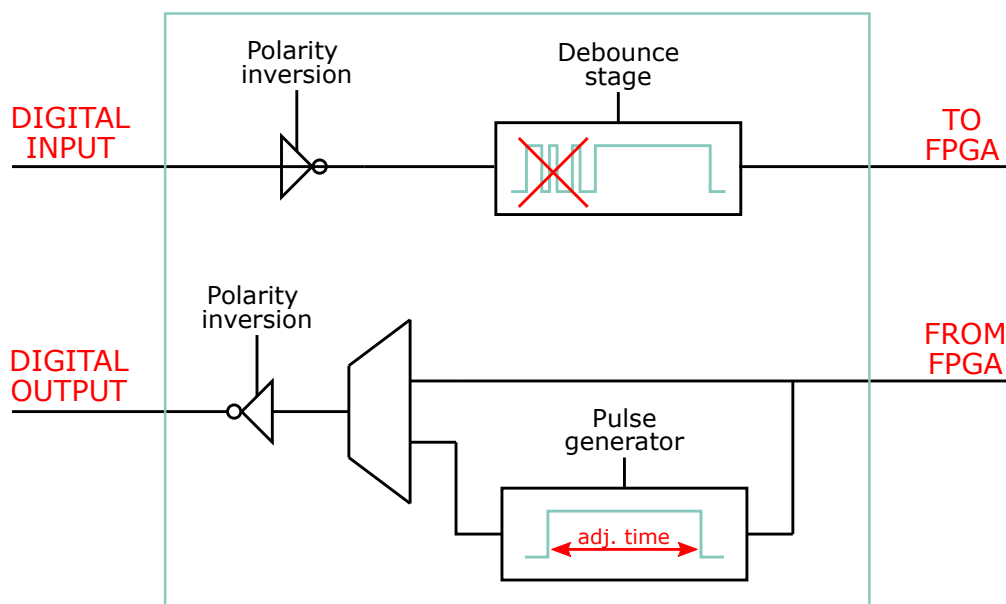 Polarity
inversion
Debounce
stage
DIGITAL
INPUT
TO
FPGA
Polarity
inversion
DIGITAL
OUTPUT
FROM
FPGA
Pulse
generator
adj. time